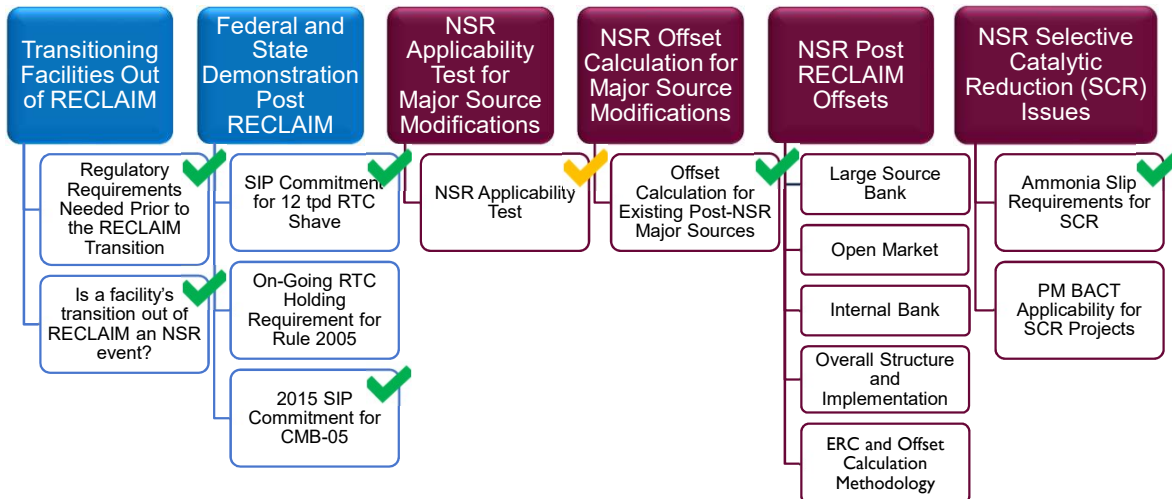 Transitioning
Facilities Out
of RECLAIM
Regulatory
Requirements
Needed Prior to
the RECLAIM
Transition
Is a facility's
transition out of
RECLAIM an NSR
event?
Federal and
State
Demonstration
Post
RECLAIM
SIP Commitment
for 12 tpd RTC
Shave
On-Going RTC
Holding
Requirement for
Rule 2005
2015 SIP
Commitment for
CMB-05
NSR
Applicability
Test for
Major Source
Modifications
NSR Applicability
Test
NSR Offset
Calculation for
Major Source
Modifications
Offset
Calculation for
Existing Post-NSR
Major Sources
NSR Post
RECLAIM
Offsets
Large Source
Bank
Open Market
Internal Bank
Overall Structure
and
Implementation
ERC and Offset
Calculation
Methodology
NSR Selective
Catalytic
Reduction (SCR)
Issues
Ammonia Slip
Requirements for
SCR
PM BACT
Applicability for
SCR Projects